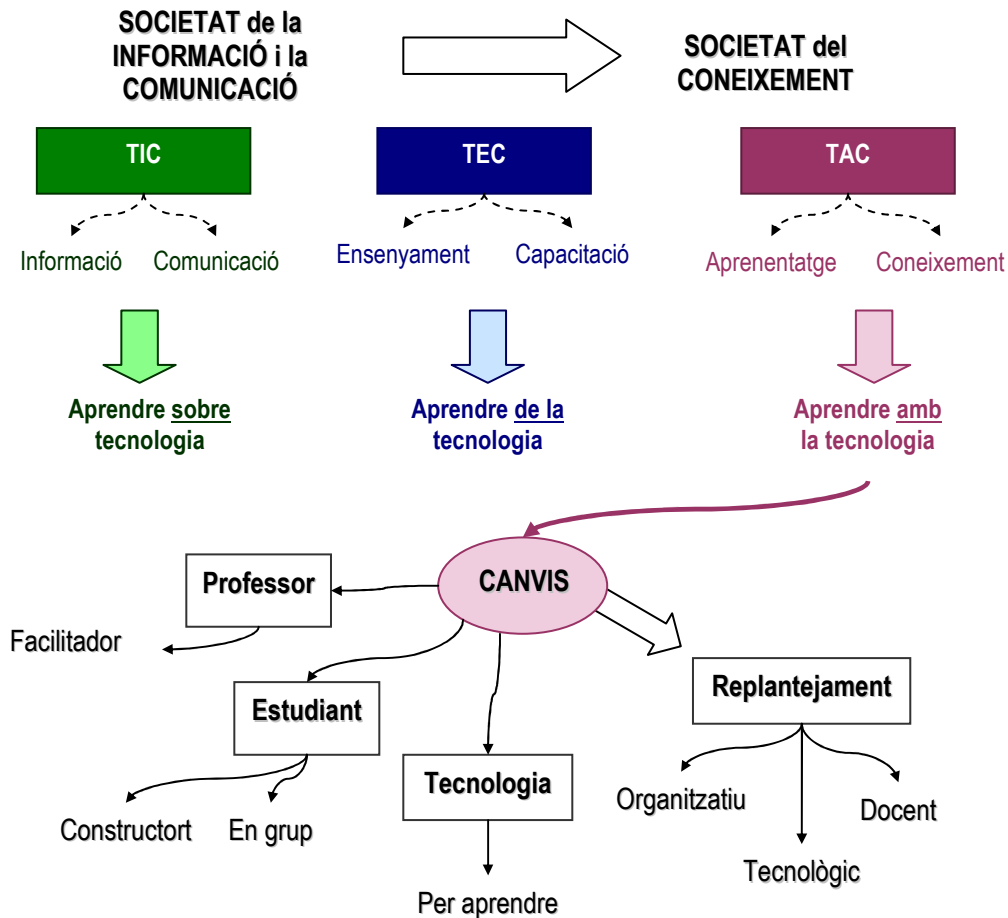 SOCIETAT de la
INFORMACIÓ i la
COMUNICACIÓ
SOCIETAT del
CONEIXEMENT
TIC
TEC
TAC
Informació
Comunicació
Ensenyament
Capacitació
Aprenentatge
Coneixement
Aprendre sobre
tecnologia
Aprendre de la
tecnologia
Aprendre amb
la tecnologia
CANVIS
Professor
Facilitador
Estudiant
Replantejament
Tecnologia
Organitzatiu
Docent
Constructort
En grup
Tecnològic
Per aprendre